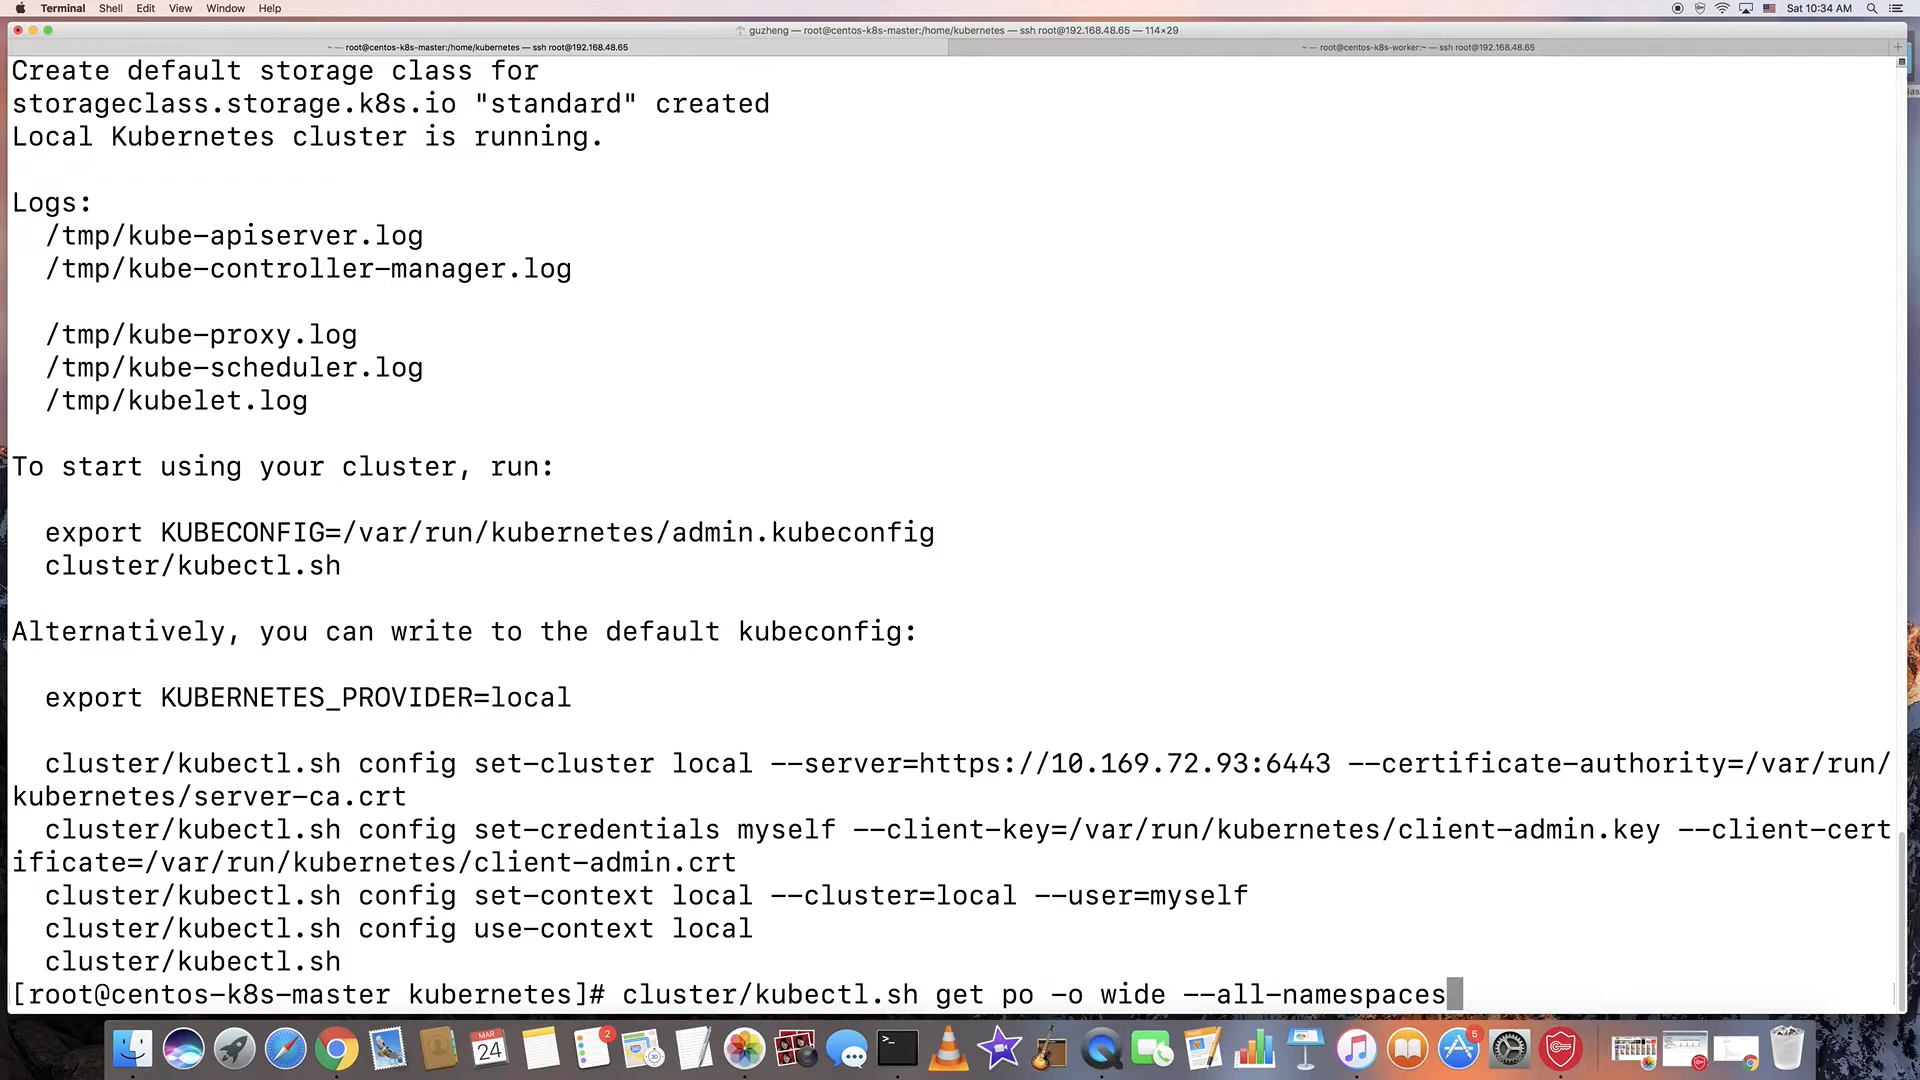 Terminal Shell Edit View Window Help Sat 10:34 AM
guzheng — root@centos-k8s-master:/home/kubernetes — ssh root@192.168.48.65 — 114×29
~ — root@centos-k8s-master:/home/kubernetes — ssh root@192.168.48.65 ~ — root@centos-k8s-worker:~ — ssh root@192.168.48.65 +
Create default storage class for
storageclass.storage.k8s.io "standard" created
Local Kubernetes cluster is running.
Logs:
/tmp/kube-apiserver.log
/tmp/kube-controller-manager.log
/tmp/kube-proxy.log
/tmp/kube-scheduler.log
/tmp/kubelet.log
To start using your cluster, run:
export KUBECONFIG=/var/run/kubernetes/admin.kubeconfig
cluster/kubectl.sh
Alternatively, you can write to the default kubeconfig:
export KUBERNETES_PROVIDER=local
cluster/kubectl.sh config set-cluster local --server=https://10.169.72.93:6443 --certificate-authority=/var/run/
kubernetes/server-ca.crt
cluster/kubectl.sh config set-credentials myself --client-key=/var/run/kubernetes/client-admin.key --client-cert
ificate=/var/run/kubernetes/client-admin.crt
cluster/kubectl.sh config set-context local --cluster=local --user=myself
cluster/kubectl.sh config use-context local
cluster/kubectl.sh
[root@centos-k8s-master kubernetes]# cluster/kubectl.sh get po -o wide --all-namespaces
MAR
24
2
5